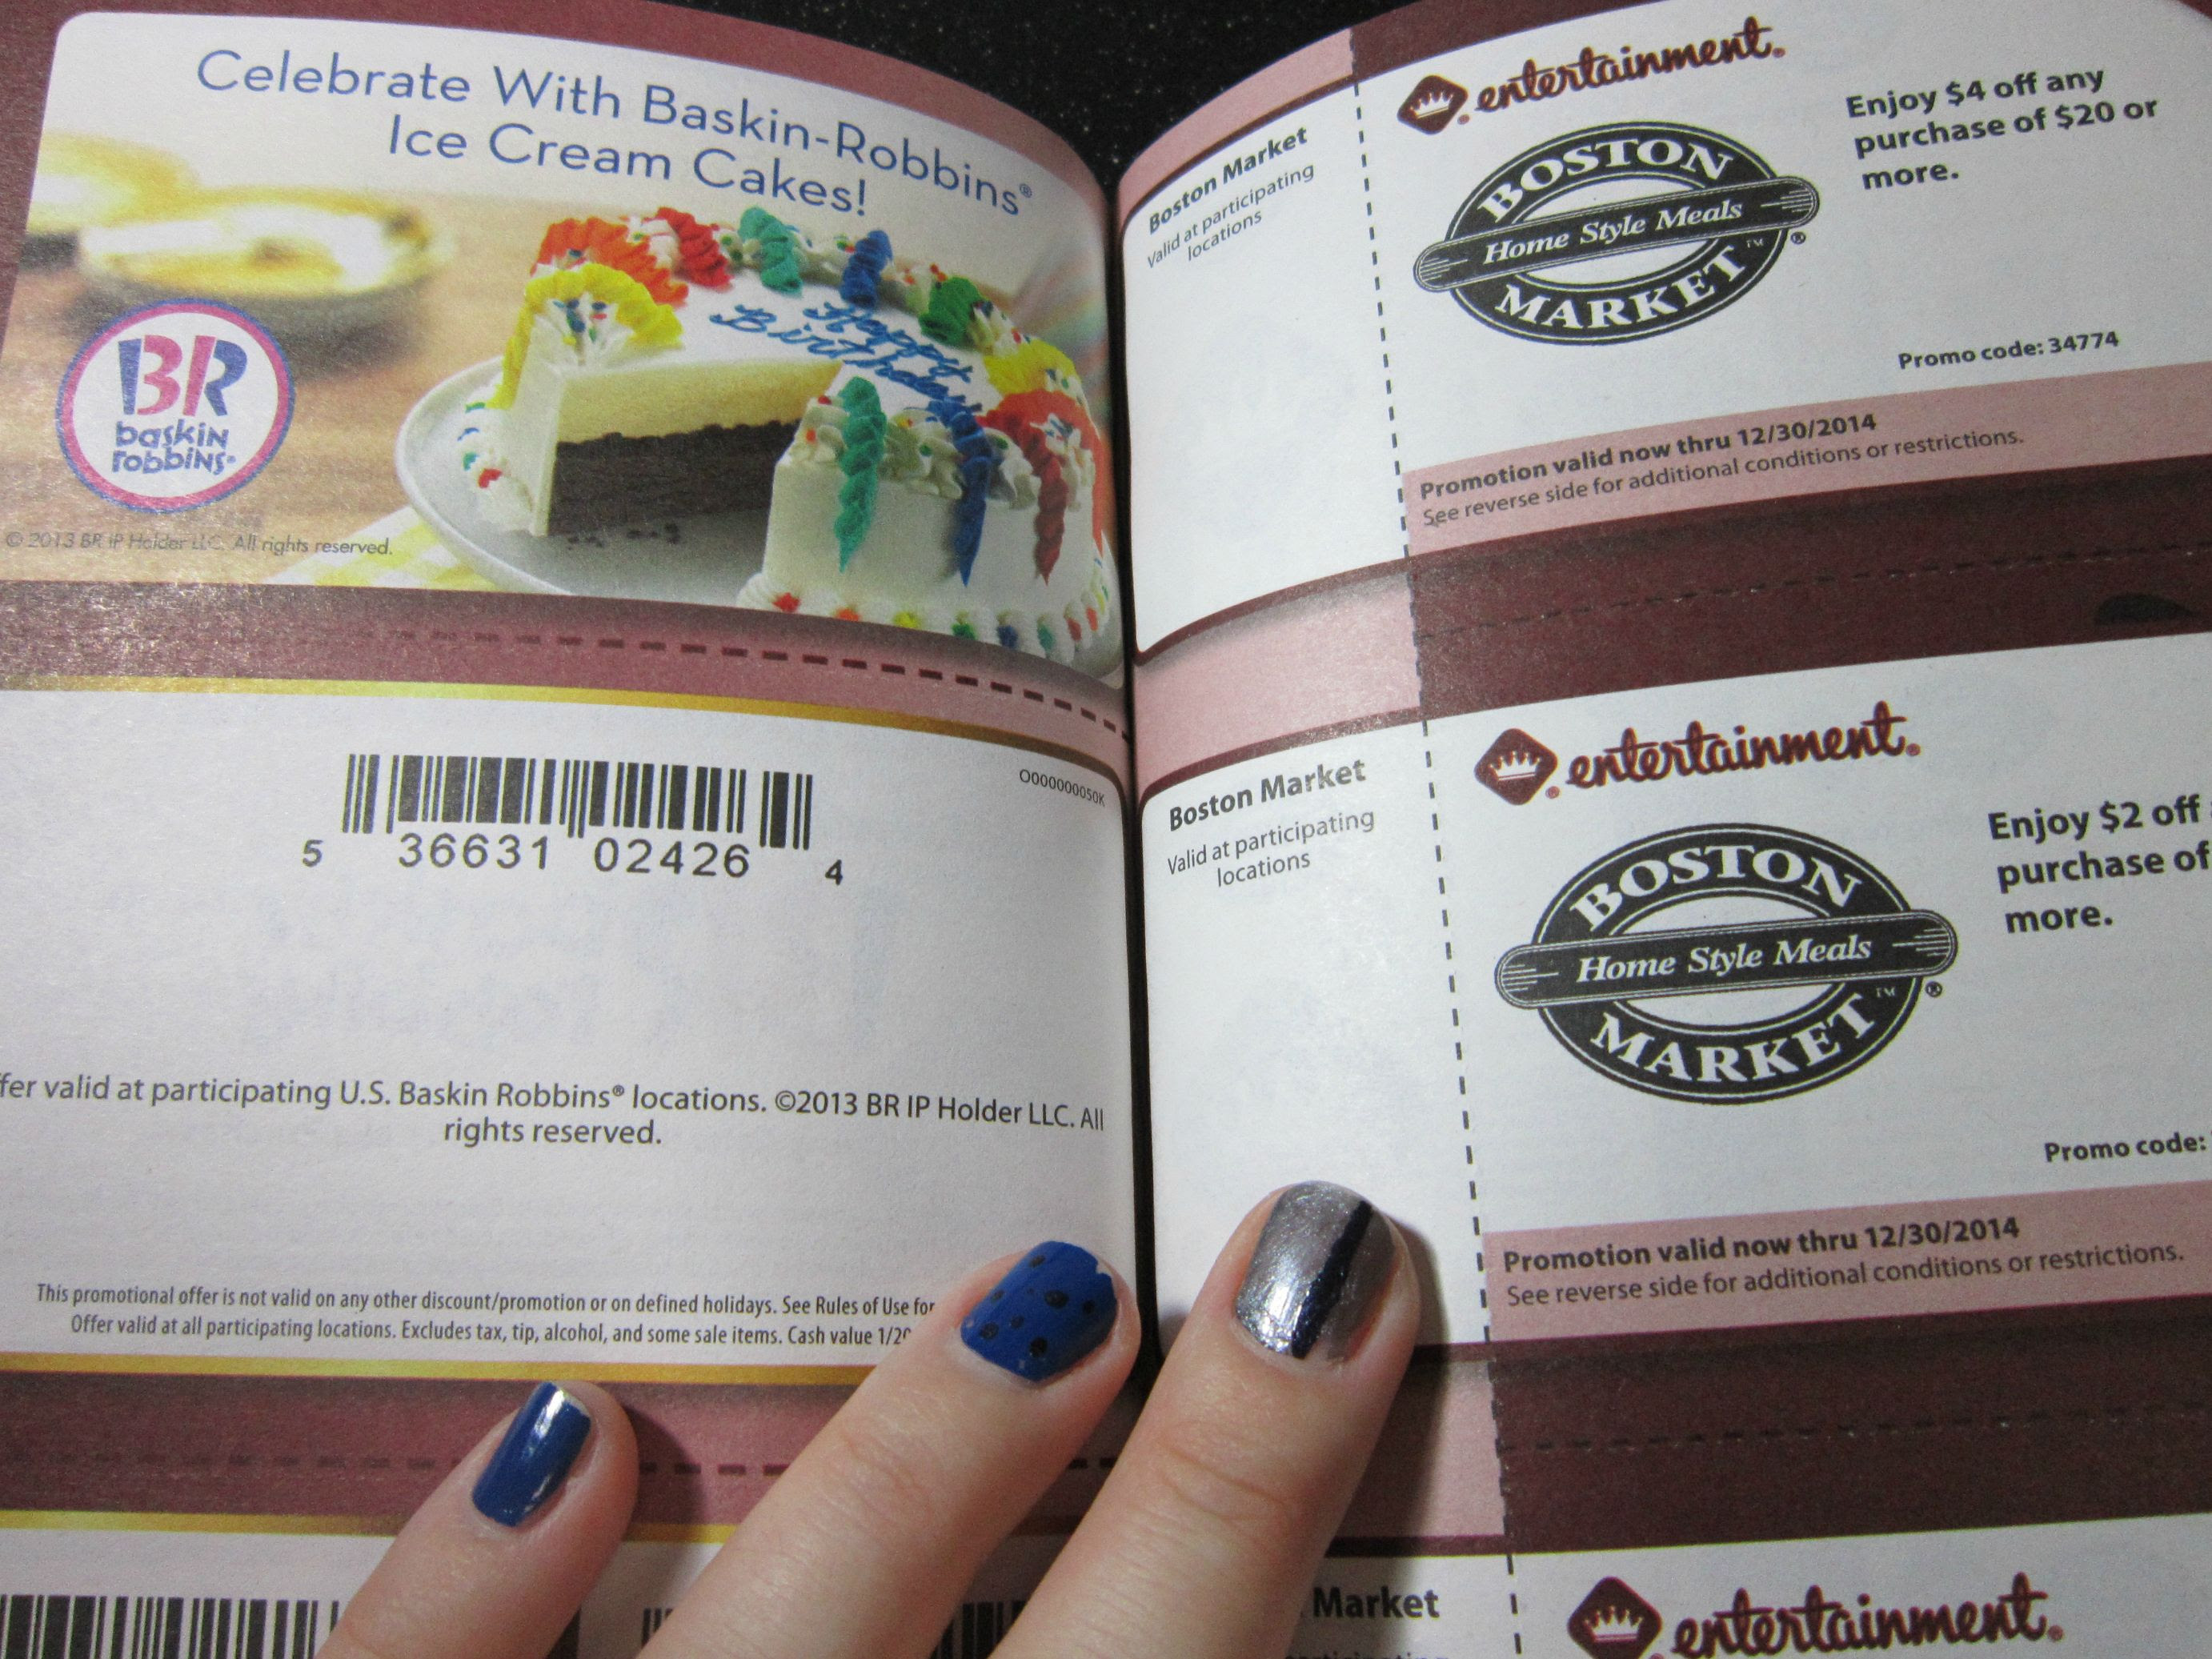 Celebrate With Baskin-Robbins®
Ice Cream Cakes!
Happy
Birthday
BR
baskin
robbins
© 2013 BR IP Holder LLC. All rights reserved.
O000000050K
5 36631 02426 4
valid at participating U.S. Baskin Robbins® locations. ©2013 BR IP Holder LLC. All
rights reserved.
This promotional offer is not valid on any other discount/promotion or on defined holidays. See Rules of Use for
Offer valid at all participating locations. Excludes tax, tip, alcohol, and some sale items. Cash value
Boston Market
Valid at participating
locations
entertainment®
BOSTON
Home Style Meals
MARKET™®
Enjoy $4 off any
purchase of $20 or
more.
Promo code: 34774
Promotion valid now thru 12/30/2014
See reverse side for additional conditions or restrictions.
Boston Market
Valid at participating
locations
entertainment®
BOSTON
Home Style Meals
MARKET™®
Enjoy $2 off
purchase of
more.
Promo code:
Promotion valid now thru 12/30/2014
See reverse side for additional conditions or restrictions.
Market
entertainment®